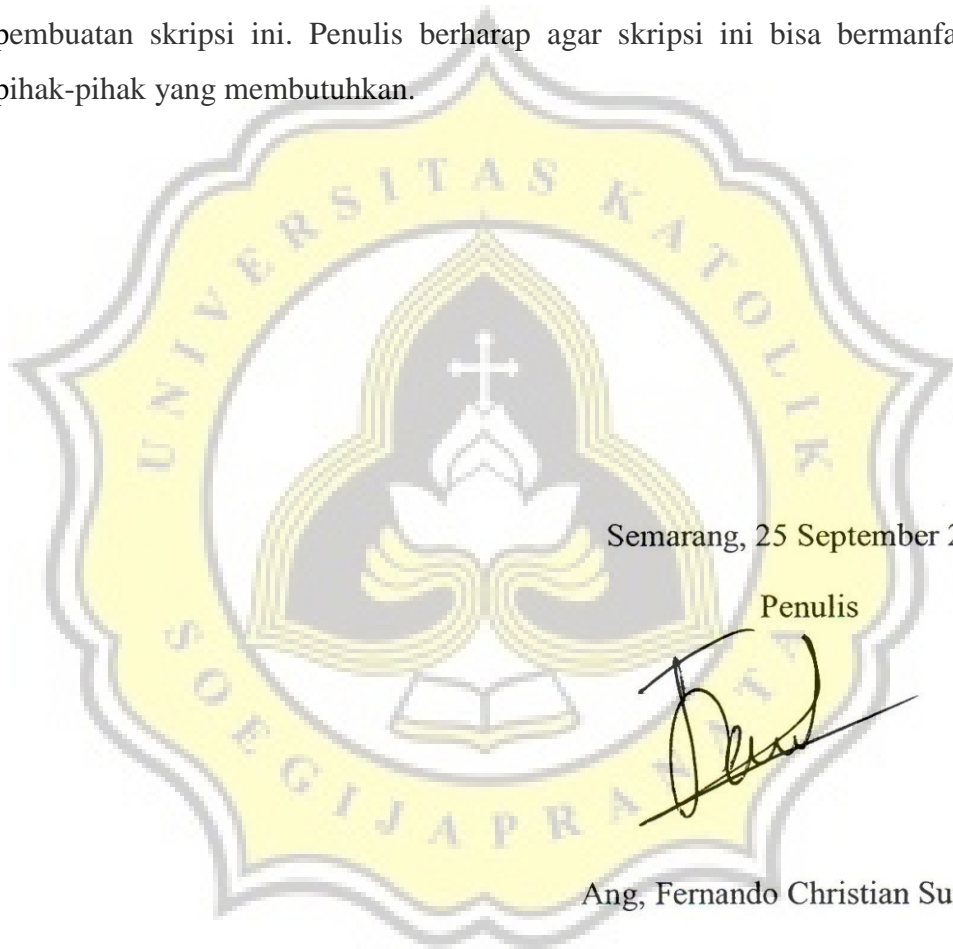 pembuatan skripsi ini. Penulis berharap agar skripsi ini bisa bermanfa
pihak-pihak yang membutuhkan.
UNIVERSITAS KATOLIK
SOEGIJAPRANATA
Semarang, 25 September 2
Penulis
Ang, Fernando Christian Su